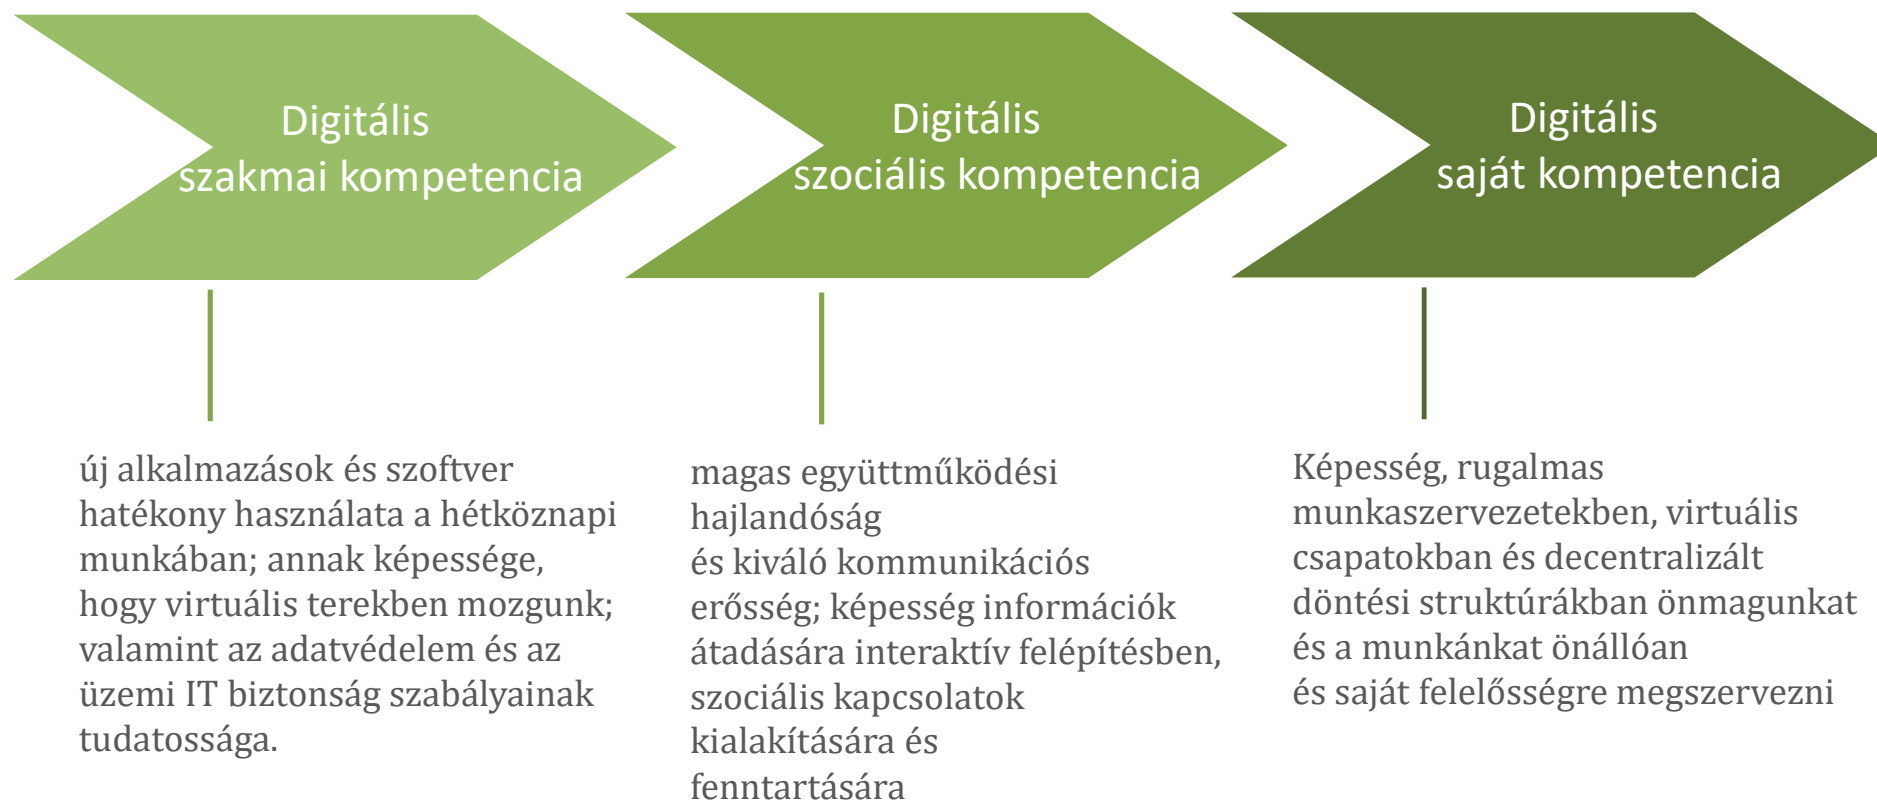 Digitális
szakmai kompetencia
Digitális
szociális kompetencia
Digitális
saját kompetencia
új alkalmazások és szoftver
hatékony használata a hétköznapi
munkában; annak képessége,
hogy virtuális terekben mozgunk;
valamint az adatvédelem és az
üzemi IT biztonság szabályainak
tudatossága.
magas együttműködési
hajlandóság
és kiváló kommunikációs
erősség; képesség információk
átadására interaktív felépítésben,
szociális kapcsolatok
kialakítására és
fenntartására
Képesség, rugalmas
munkaszervezetekben, virtuális
csapatokban és decentralizált
döntési struktúrákban önmagunkat
és a munkánkat önállóan
és saját felelősségre megszervezni